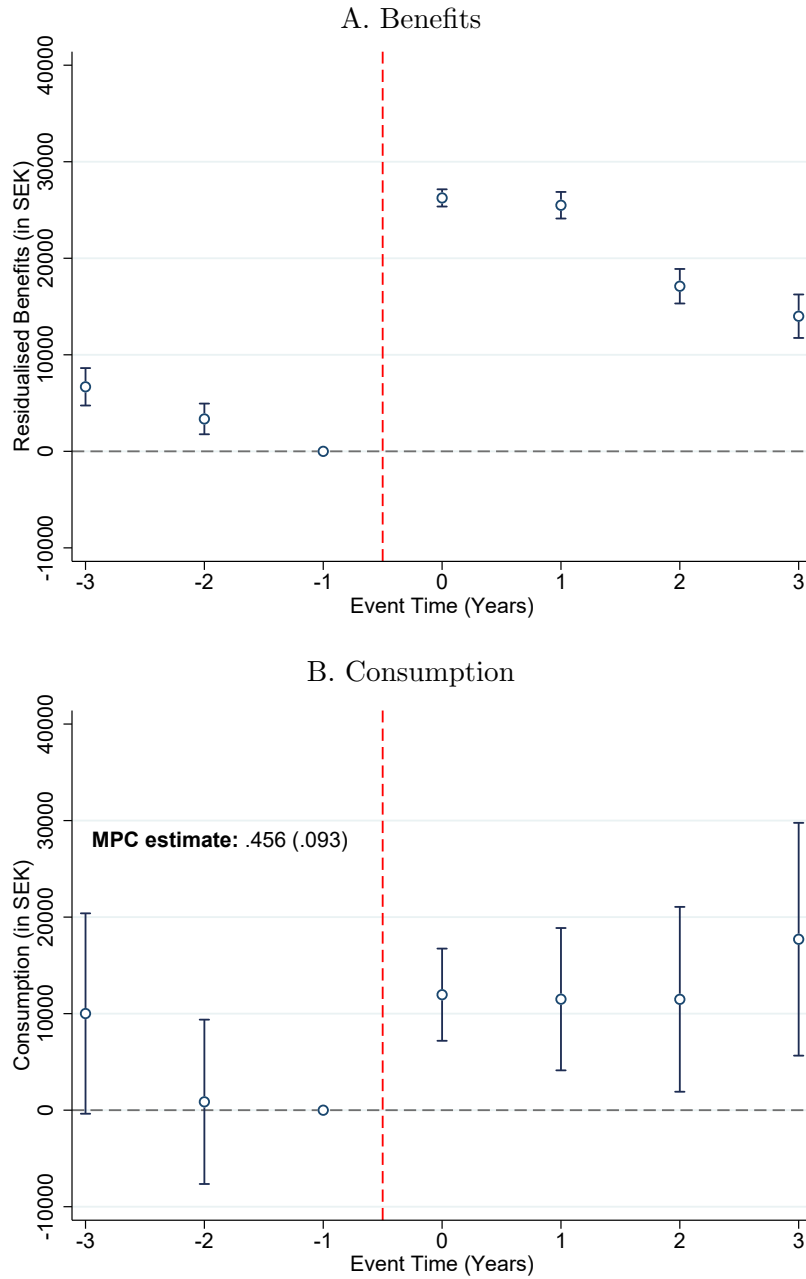 A. Benefits
Residualised Benefits (in SEK)
40000
30000
20000
10000
0
-10000
-3 -2 -1 0 1 2 3
Event Time (Years)
B. Consumption
Consumption (in SEK)
40000
30000
20000
10000
0
-10000
MPC estimate: .456 (.093)
-3 -2 -1 0 1 2 3
Event Time (Years)